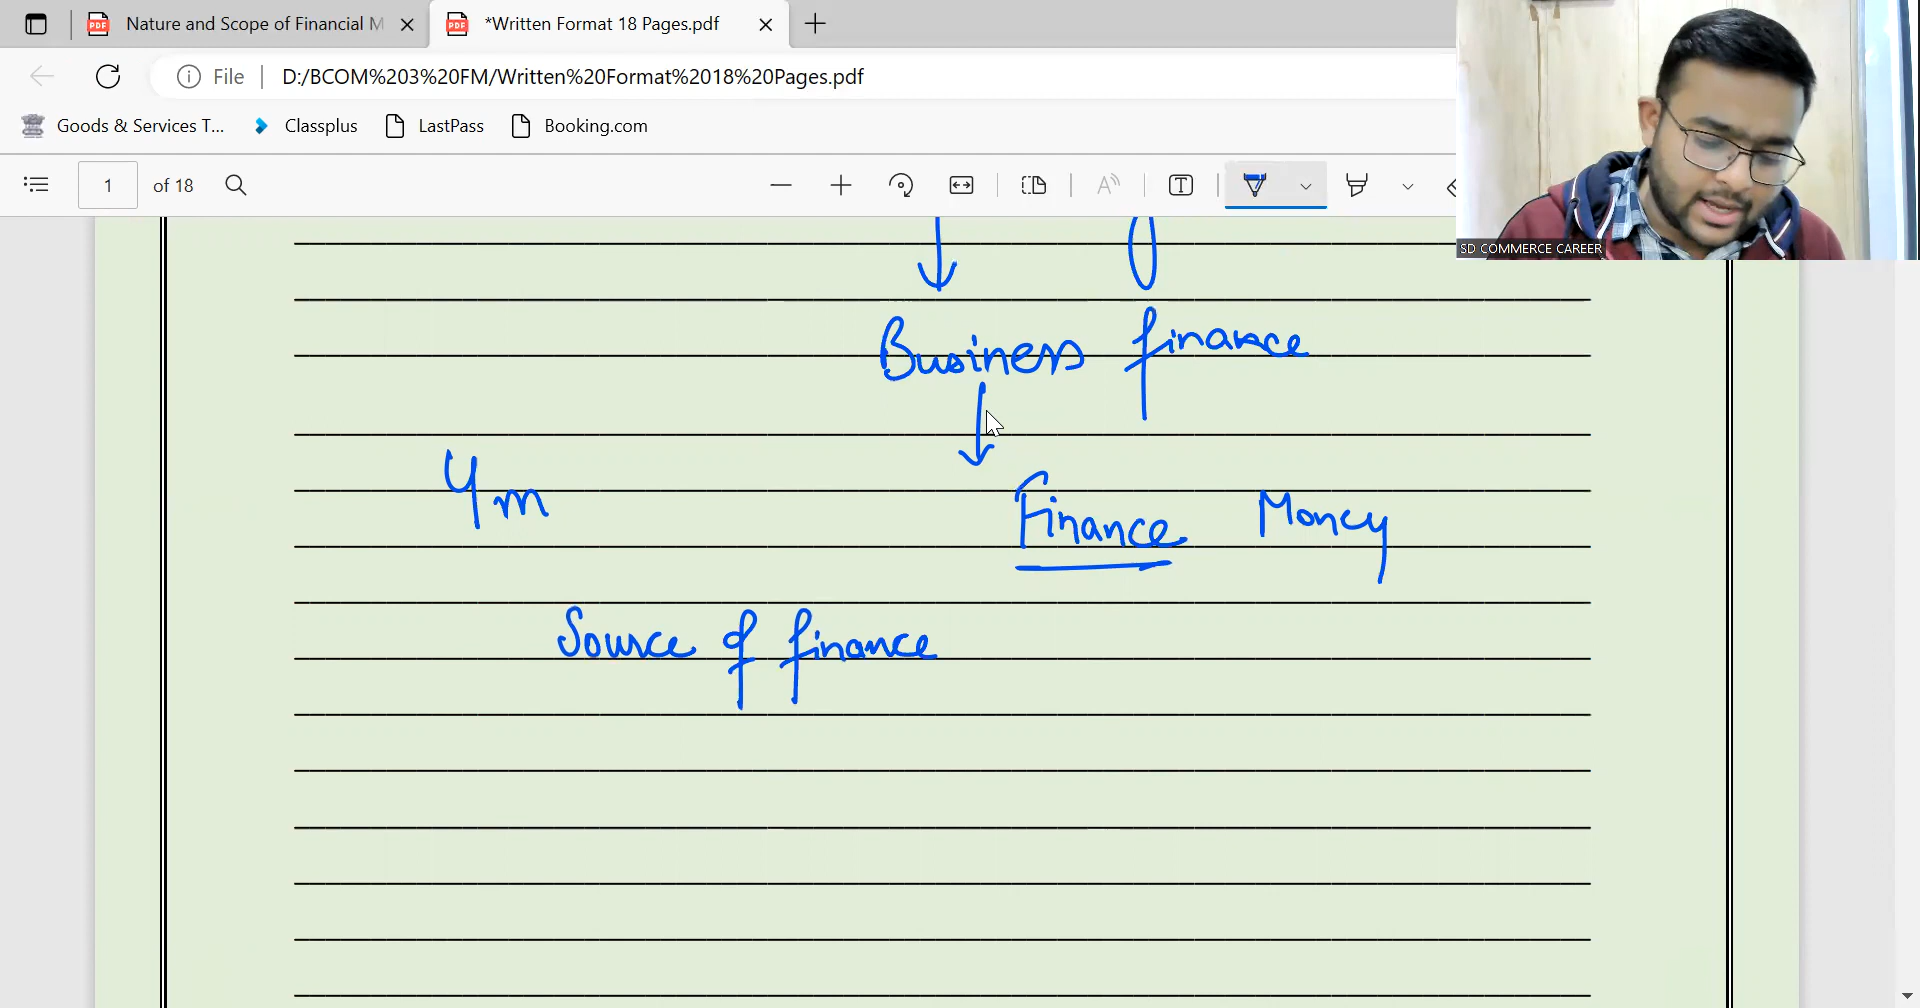 Nature and Scope of Financial M
*Written Format 18 Pages.pdf
File
D:/BCOM%203%20FM/Written%20Format%2018%20Pages.pdf
Goods & Services T...
Classplus
LastPass
Booking.com
1 of 18
SD COMMERCE CAREER
Business finance
4m
Finance Money
Source of finance